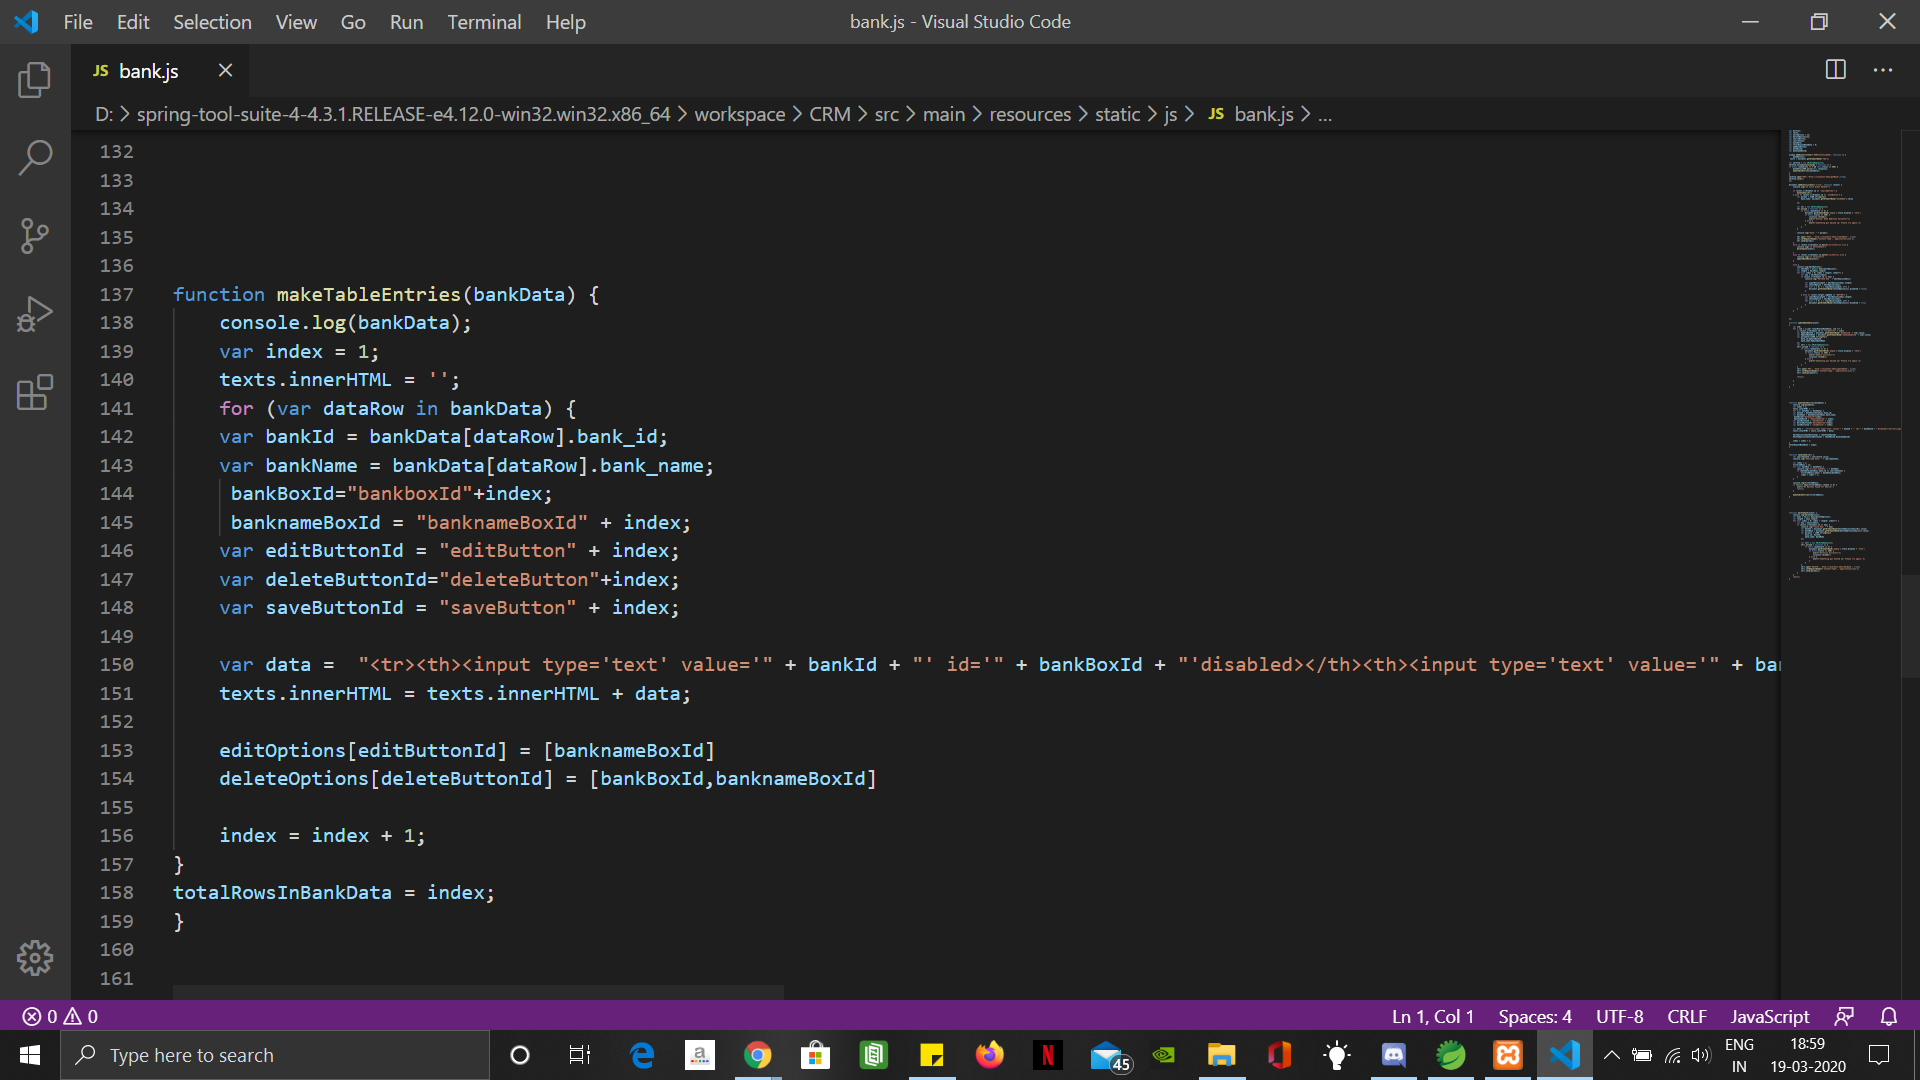 File Edit Selection View Go Run Terminal Help
bank.js - Visual Studio Code
JS bank.js
D: > spring-tool-suite-4-4.3.1.RELEASE-e4.12.0-win32.win32.x86_64 > workspace > CRM > src > main > resources > static > js > JS bank.js > ...
132
133
134
135
136
137 function makeTableEntries(bankData) {
138 console.log(bankData);
139 var index = 1;
140 texts.innerHTML = '';
141 for (var dataRow in bankData) {
142 var bankId = bankData[dataRow].bank_id;
143 var bankName = bankData[dataRow].bank_name;
144 bankBoxId="bankboxId"+index;
145 banknameBoxId = "banknameBoxId" + index;
146 var editButtonId = "editButton" + index;
147 var deleteButtonId="deleteButton"+index;
148 var saveButtonId = "saveButton" + index;
149
150 var data =  "<tr><th><input type='text' value='" + bankId + "' id='" + bankBoxId + "'disabled></th><th><input type='text' value='" + ban
151 texts.innerHTML = texts.innerHTML + data;
152
153 editOptions[editButtonId] = [banknameBoxId]
154 deleteOptions[deleteButtonId] = [bankBoxId,banknameBoxId]
155
156 index = index + 1;
157 }
158 totalRowsInBankData = index;
159 }
160
161
0 0 Ln 1, Col 1 Spaces: 4 UTF-8 CRLF JavaScript
Type here to search
45
ENG
IN
18:59
19-03-2020